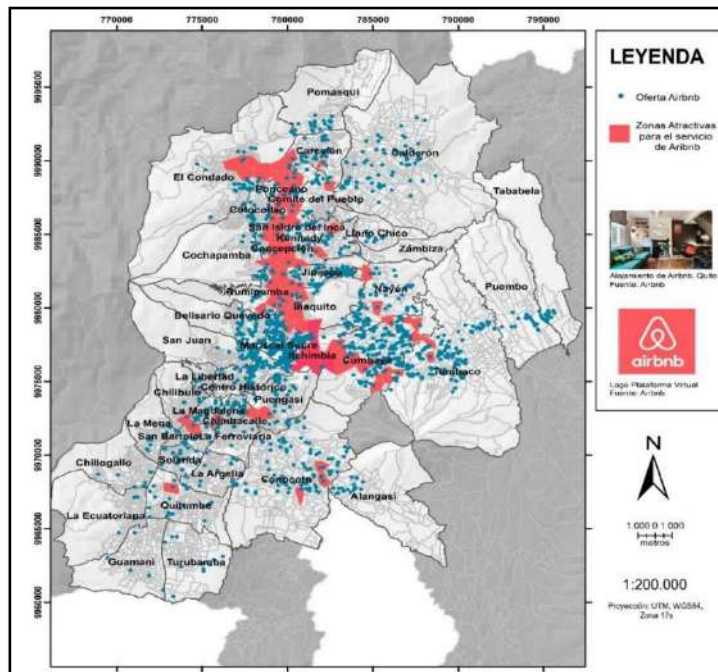 770000 775000 780000 785000 790000 795000
9995000
9990000
9985000
9980000
9975000
9970000
9965000
9960000
Pomasqui
Carcelén
Calderón
El Condado
Ponceano
Comité del Pueblo
Cotocollao
Tababela
San Isidro del Inca
Llano Chico
Kennedy
Concepción
Zámbiza
Cochapamba
Jipijapa
Nayón
Puembo
Rumipamba
Iñaquito
Belisario Quevedo
San Juan
Mariscal Sucre
Itchimbía
Cumbayá
Tumbaco
La Libertad
Centro Histórico
Chilibulo
Puengasí
La Magdalena
La Mena
Chimbacalle
San Bartolo
La Ferroviaria
Chillogallo
Solanda
La Argelia
Conocoto
Alangasí
Quitumbe
La Ecuatoriana
Guamaní
Turubamba
LEYENDA
Oferta Airbnb
Zonas Atractivas
para el servicio
de Aribnb
Alojamiento de Airbnb, Quito
Fuente: Airbnb
airbnb
Logo Plataforma Virtual
Fuente: Airbnb
N
1.000 0 1.000
metros
1:200.000
Proyección: UTM, WGS84,
Zona 17s